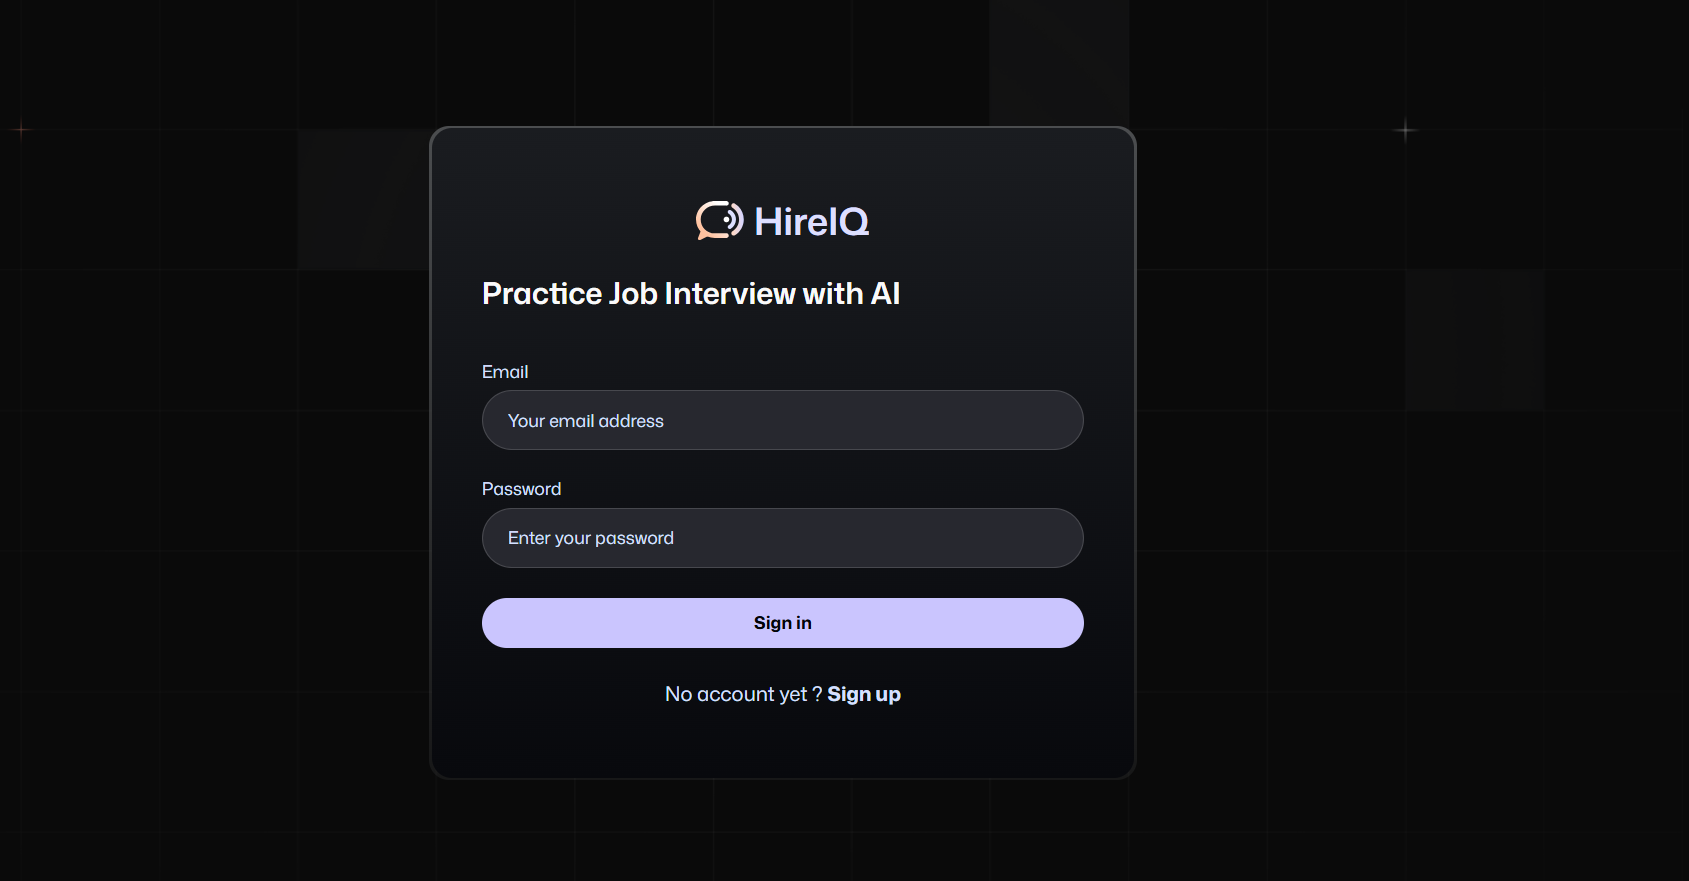 HireIQ
Practice Job Interview with AI
Email
Your email address
Password
Enter your password
Sign in
No account yet ? Sign up